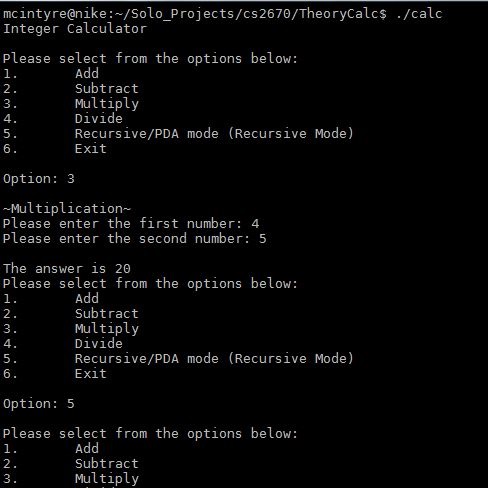 mcintyre@nike:~/Solo_Projects/cs2670/TheoryCalc$ ./calc
Integer Calculator
Please select from the options below:
1. Add
2. Subtract
3. Multiply
4. Divide
5. Recursive/PDA mode (Recursive Mode)
6. Exit
Option: 3
~Multiplication~
Please enter the first number: 4
Please enter the second number: 5
The answer is 20
Please select from the options below:
1. Add
2. Subtract
3. Multiply
4. Divide
5. Recursive/PDA mode (Recursive Mode)
6. Exit
Option: 5
Please select from the options below:
1. Add
2. Subtract
3. Multiply